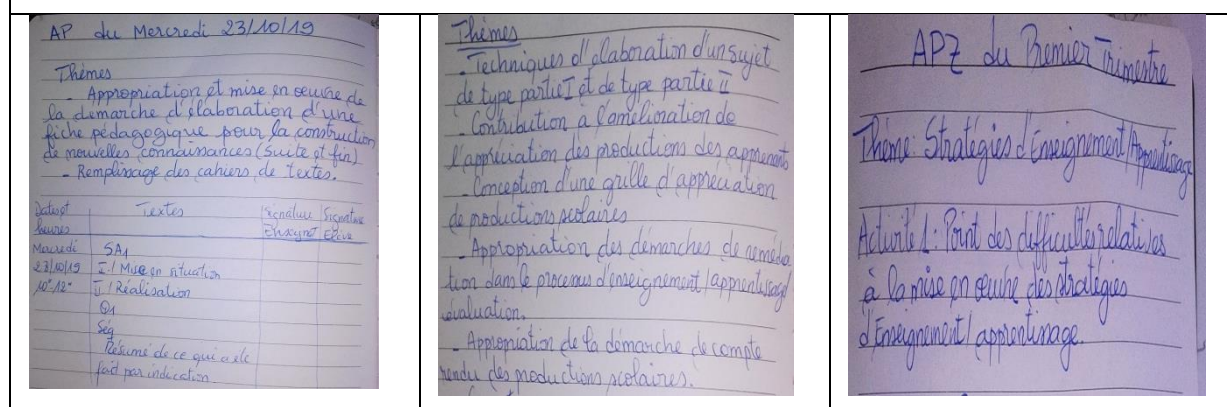 AP du Mercredi 23/10/19
Thèmes
- Appropriation et mise en œuvre de
la démarche d'élaboration d'une
fiche pédagogique pour la construction
de nouvelles connaissances (Suite et fin)
- Remplissage des cahiers de textes.
Dates et heures | Textes | Signature Enseignt | Signature Elève
Mercredi | SA1
23/10/19 | I-/ Mise en situation
10h-12h | II / Réalisation
Q1
Ség
Résumé de ce qui a été
fait par indication
Thèmes
- Techniques d'élaboration d'un sujet
de type partie I et de type partie II
- Contribution à l'amélioration de
l'appréciation des productions des apprenants
- Conception d'une grille d'appréciation
de productions scolaires
- Appropriation des démarches de remédia
tion dans le processus d'enseignement/apprentissage/
évaluation.
- Appropriation de la démarche de compte
rendu des productions scolaires.
APZ du Premier Trimestre
Thème: Stratégies d'Enseignement/Apprentissage
Activité 1: Point des difficultés relatives
à la mise en œuvre des stratégies
d'Enseignement/apprentissage.